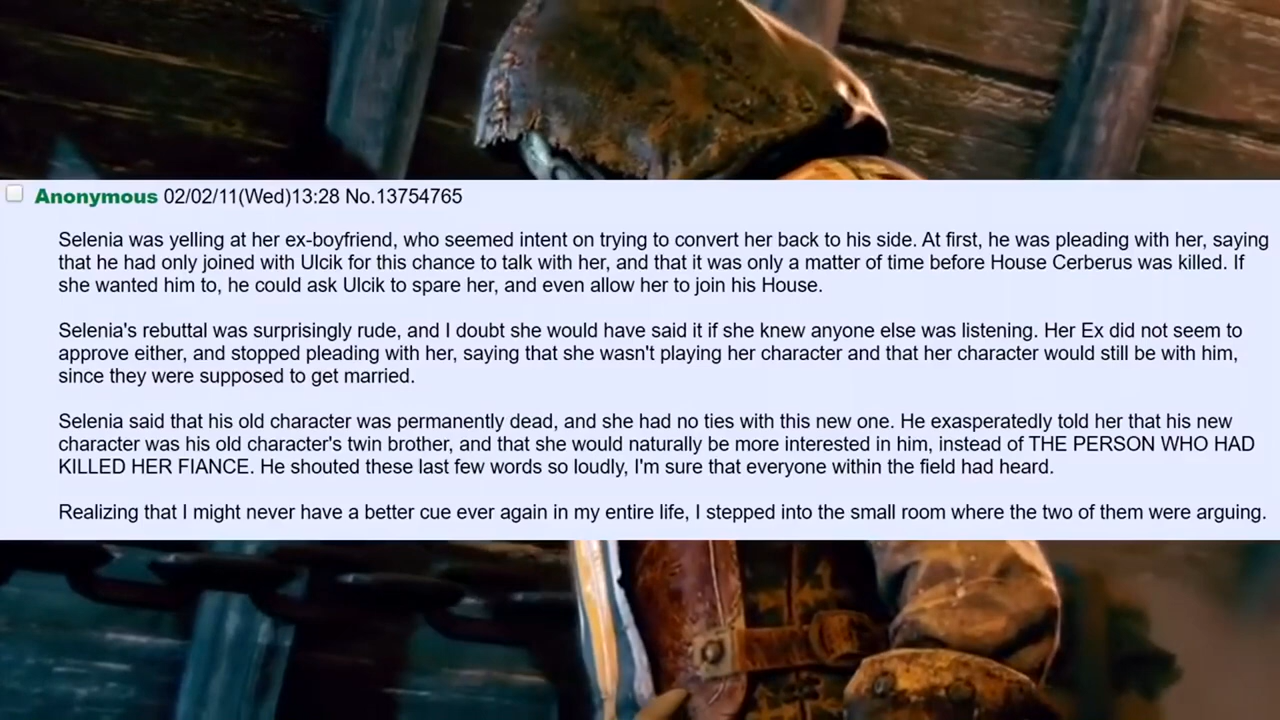 Anonymous 02/02/11(Wed)13:28 No.13754765
Selenia was yelling at her ex-boyfriend, who seemed intent on trying to convert her back to his side. At first, he was pleading with her, saying
that he had only joined with Ulcik for this chance to talk with her, and that it was only a matter of time before House Cerberus was killed. If
she wanted him to, he could ask Ulcik to spare her, and even allow her to join his House.
Selenia's rebuttal was surprisingly rude, and I doubt she would have said it if she knew anyone else was listening. Her Ex did not seem to
approve either, and stopped pleading with her, saying that she wasn't playing her character and that her character would still be with him,
since they were supposed to get married.
Selenia said that his old character was permanently dead, and she had no ties with this new one. He exasperatedly told her that his new
character was his old character's twin brother, and that she would naturally be more interested in him, instead of THE PERSON WHO HAD
KILLED HER FIANCE. He shouted these last few words so loudly, I'm sure that everyone within the field had heard.
Realizing that I might never have a better cue ever again in my entire life, I stepped into the small room where the two of them were arguing.